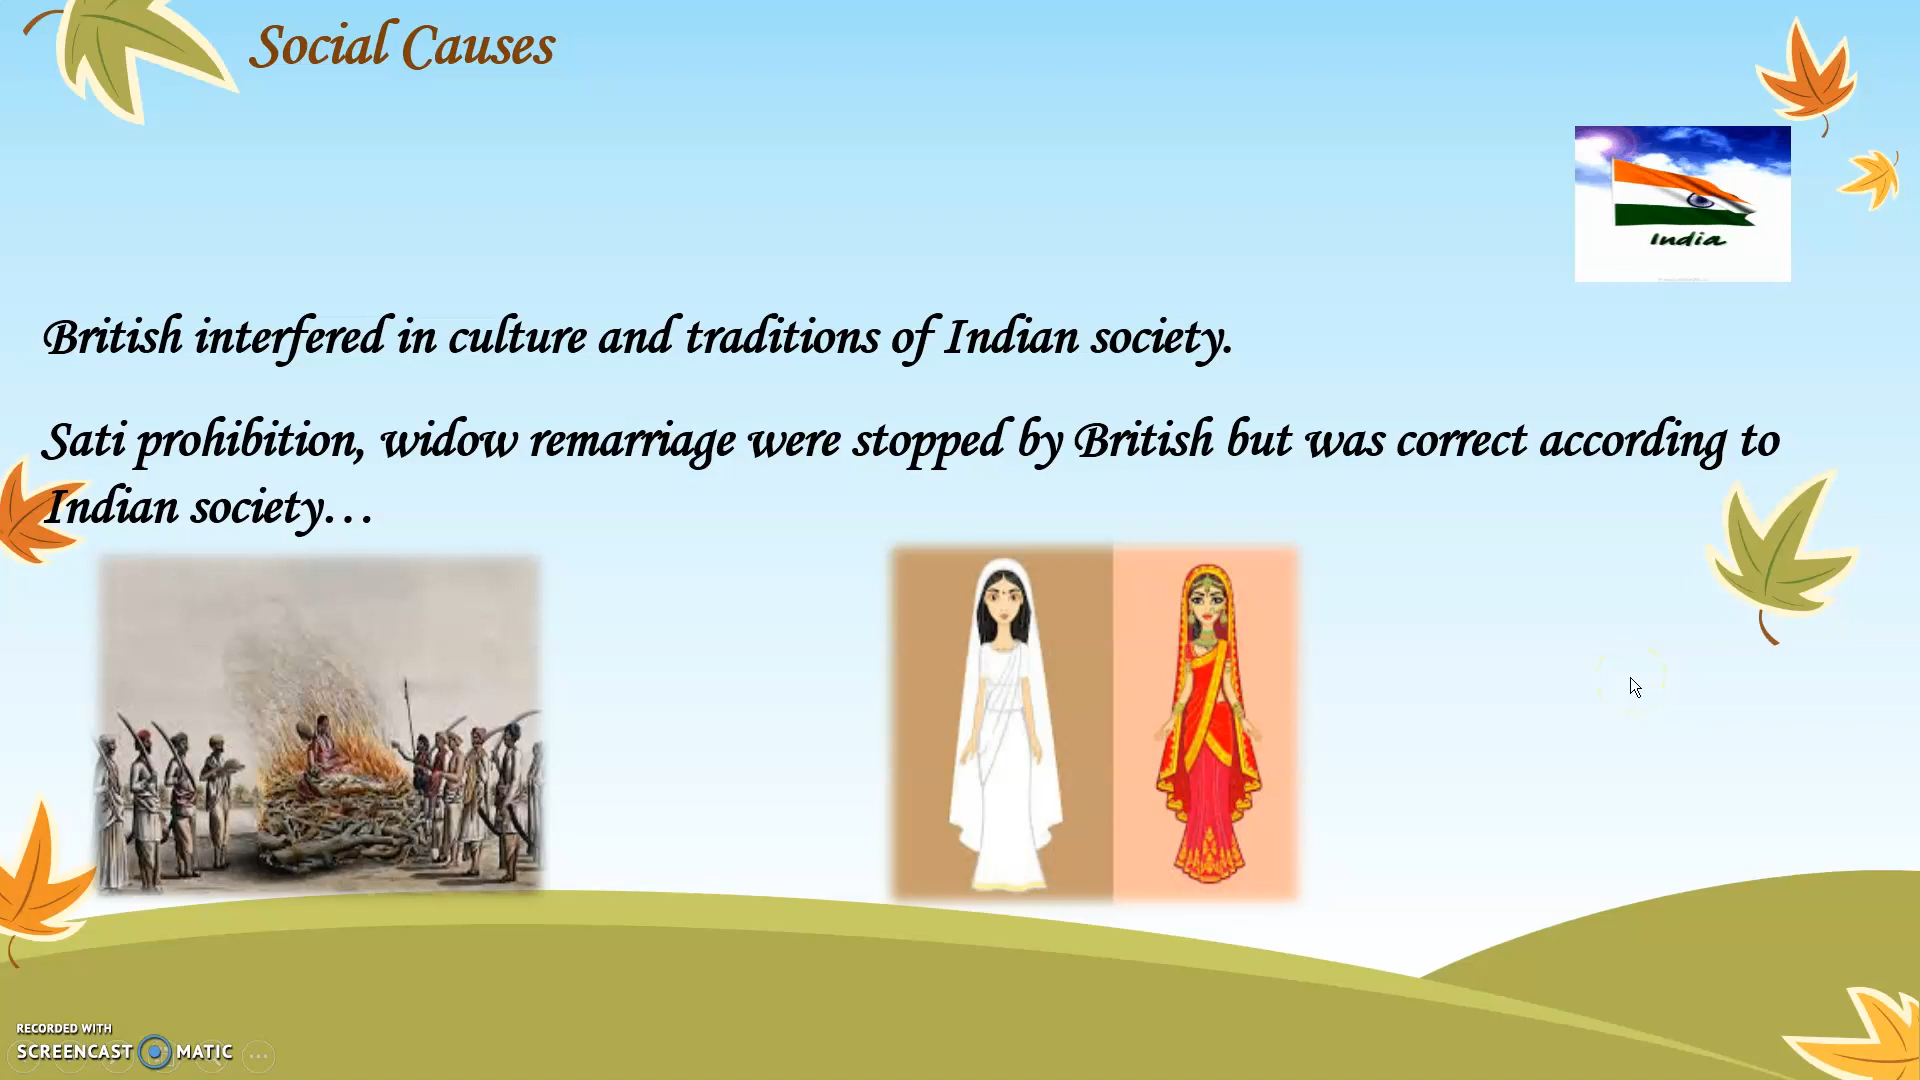 Social Causes
India
British interfered in culture and traditions of Indian society.
Sati prohibition, widow remarriage were stopped by British but was correct according to
Indian society…
RECORDED WITH
SCREENCAST MATIC